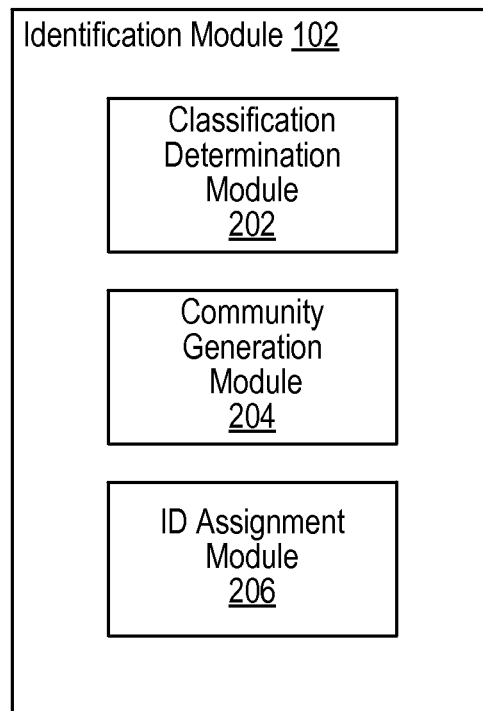 Identification Module 102
Classification
Determination
Module
202
Community
Generation
Module
204
ID Assignment
Module
206